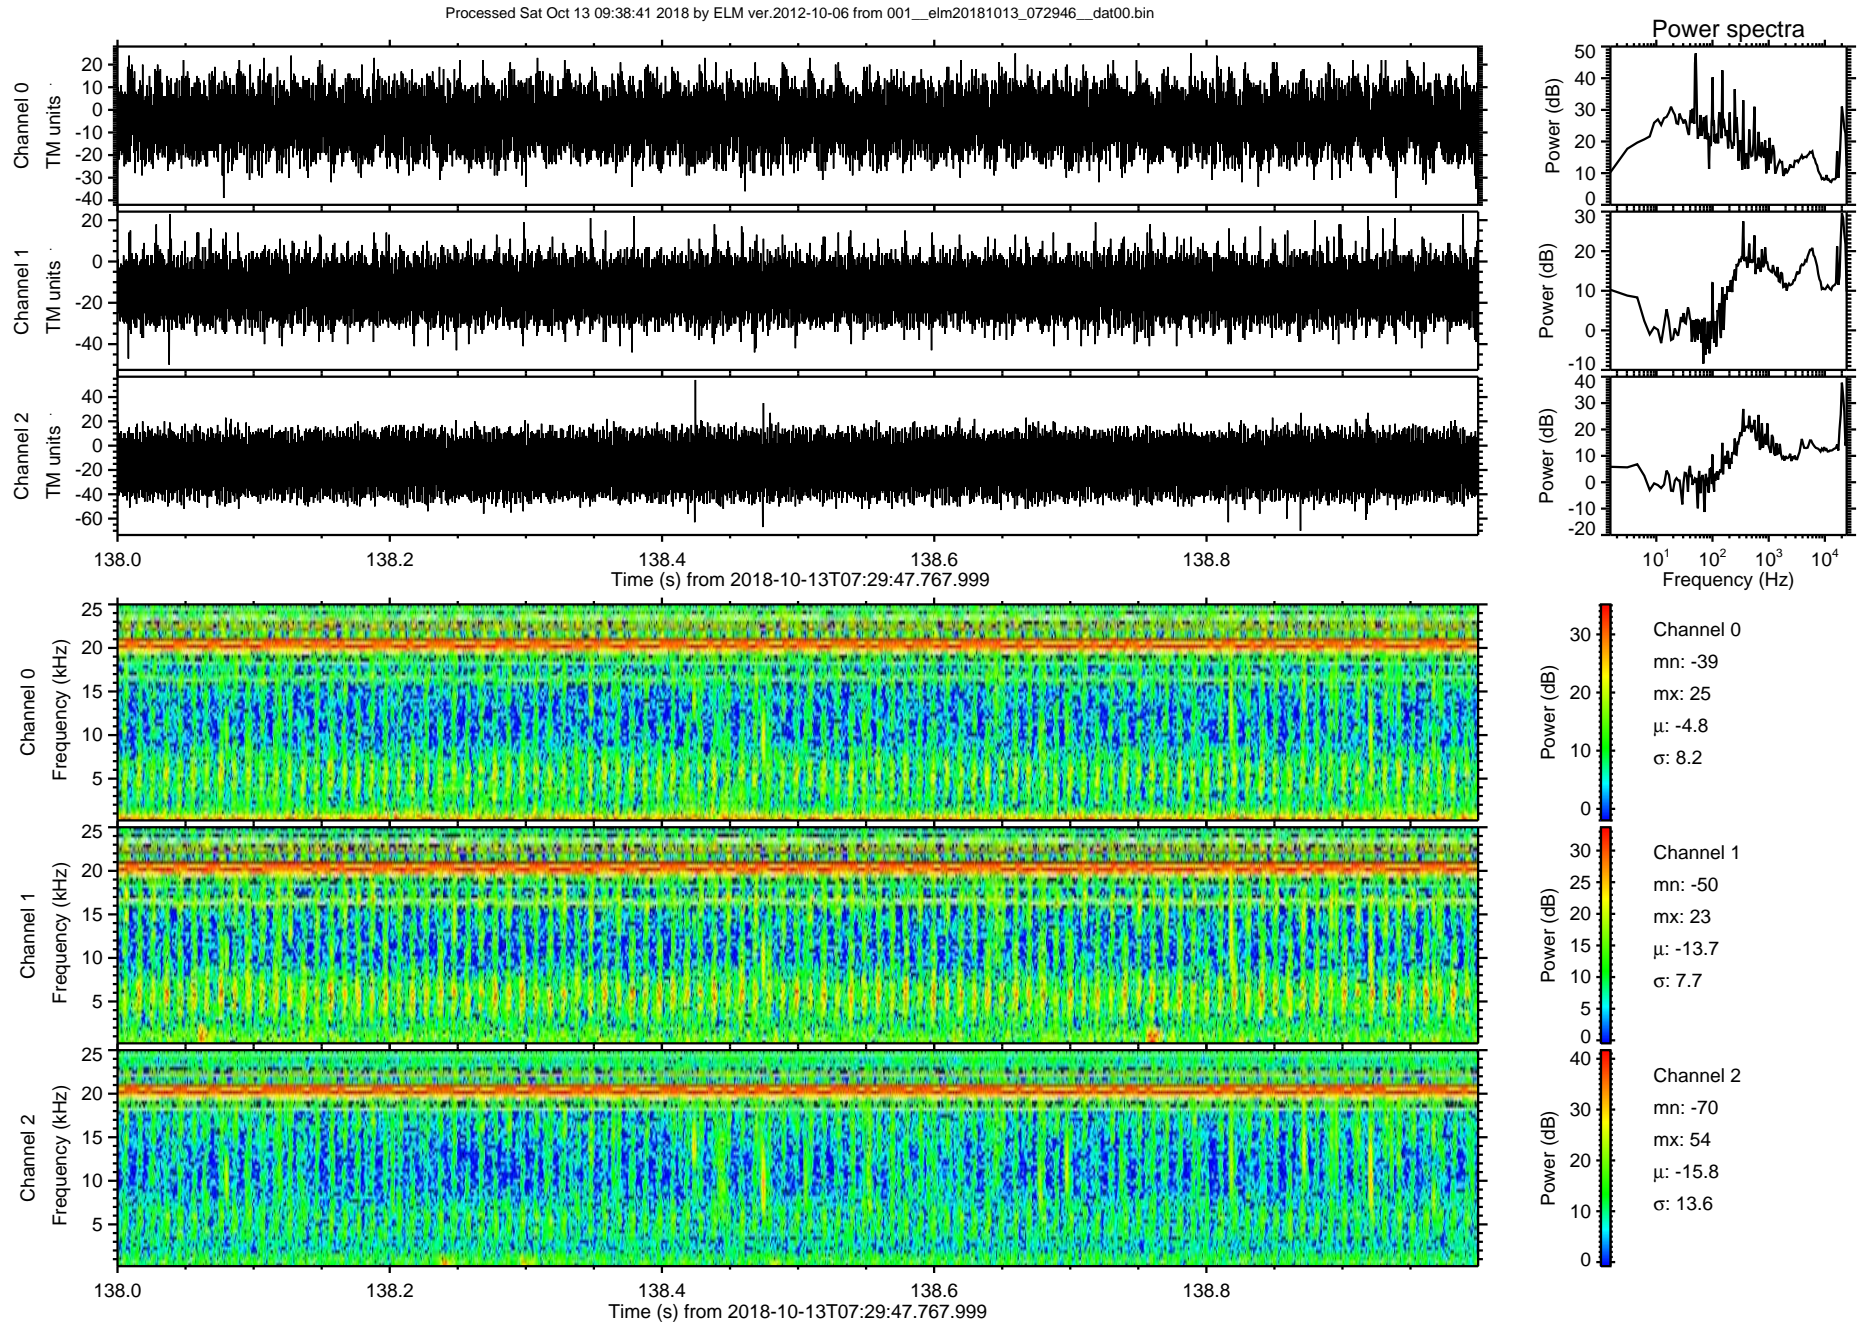 Processed Sat Oct 13 09:38:41 2018 by ELM ver.2012-10-06 from 001__elm20181013_072946__dat00.bin
Power spectra
Channel 0
TM units
20
10
0
-10
-20
-30
-40
Power (dB)
50
40
30
20
10
0
Channel 1
TM units
20
0
-20
-40
Power (dB)
30
20
10
0
-10
Channel 2
TM units
40
20
0
-20
-40
-60
Power (dB)
40
30
20
10
0
-10
-20
138.0 138.2 138.4 138.6 138.8
Time (s) from 2018-10-13T07:29:47.767.999
10^1 10^2 10^3 10^4
Frequency (Hz)
Channel 0
Frequency (kHz)
25
20
15
10
5
Power (dB)
30
20
10
0
Channel 0
mn: -39
mx: 25
μ: -4.8
σ: 8.2
Channel 1
Frequency (kHz)
25
20
15
10
5
Power (dB)
30
25
20
15
10
5
0
Channel 1
mn: -50
mx: 23
μ: -13.7
σ: 7.7
Channel 2
Frequency (kHz)
25
20
15
10
5
Power (dB)
40
30
20
10
0
Channel 2
mn: -70
mx: 54
μ: -15.8
σ: 13.6
138.0 138.2 138.4 138.6 138.8
Time (s) from 2018-10-13T07:29:47.767.999